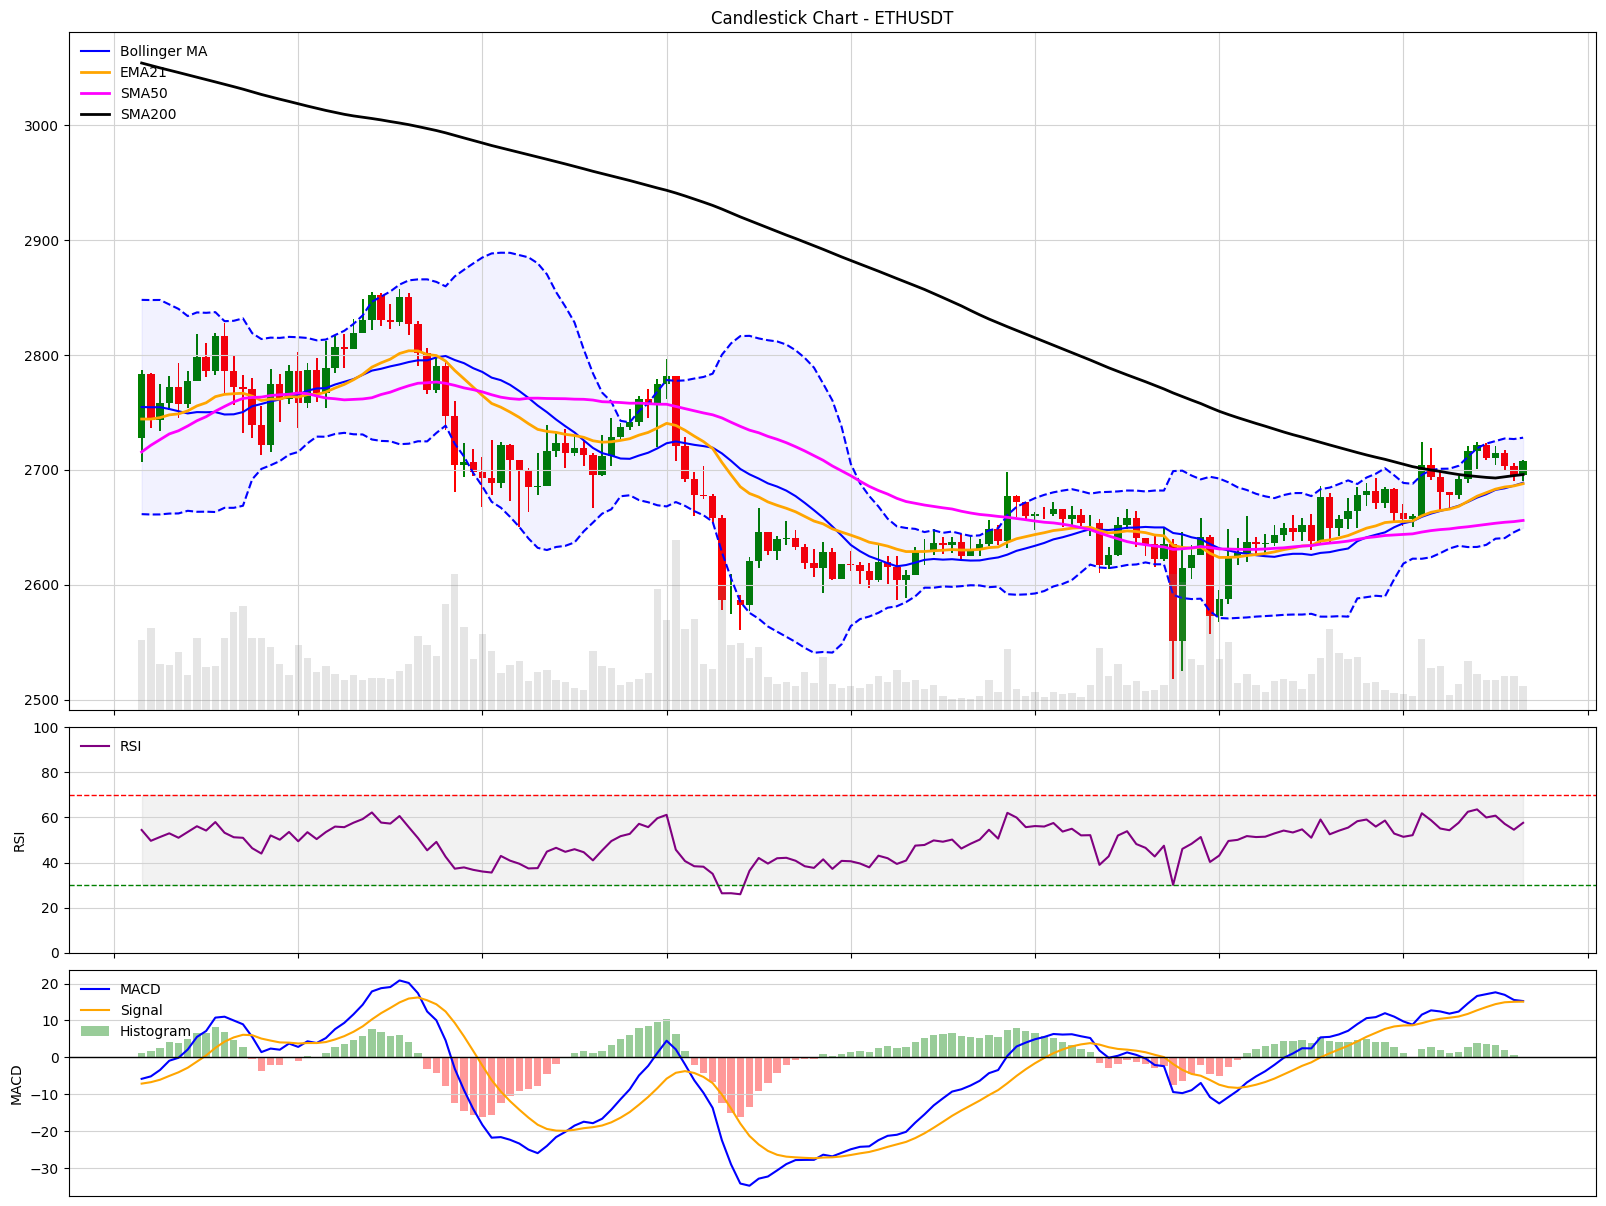 Candlestick Chart - ETHUSDT
Bollinger MA
EMA21
SMA50
SMA200
3000
2900
2800
2700
2600
2500
RSI
RSI
100
80
60
40
20
0
MACD
Signal
Histogram
MACD
20
10
0
−10
−20
−30